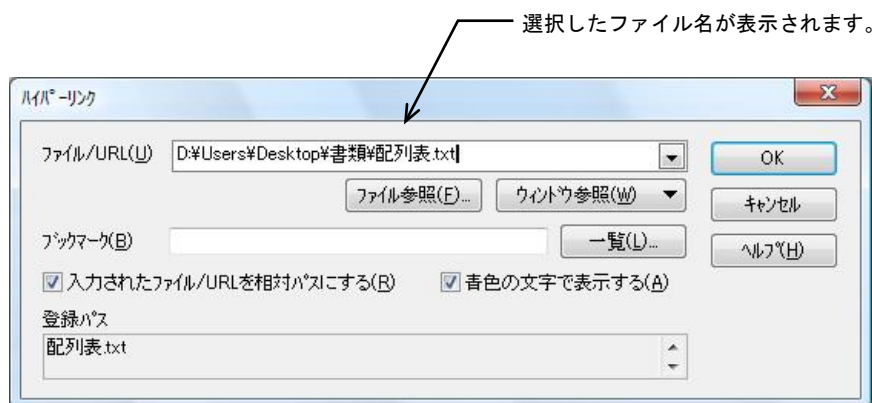 選択したファイル名が表示されます。
ﾊｲﾊﾟｰﾘﾝｸ
ﾌｧｲﾙ/URL(U) D:¥Users¥Desktop¥書類¥配列表.txt OK
ﾌｧｲﾙ参照(F)... ｳｨﾝﾄﾞｳ参照(W) ▼ ｷｬﾝｾﾙ
ﾌﾞｯｸﾏｰｸ(B) 一覧(L)... ﾍﾙﾌﾟ(H)
入力されたﾌｧｲﾙ/URLを相対ﾊﾟｽにする(R) 青色の文字で表示する(A)
登録ﾊﾟｽ
配列表.txt